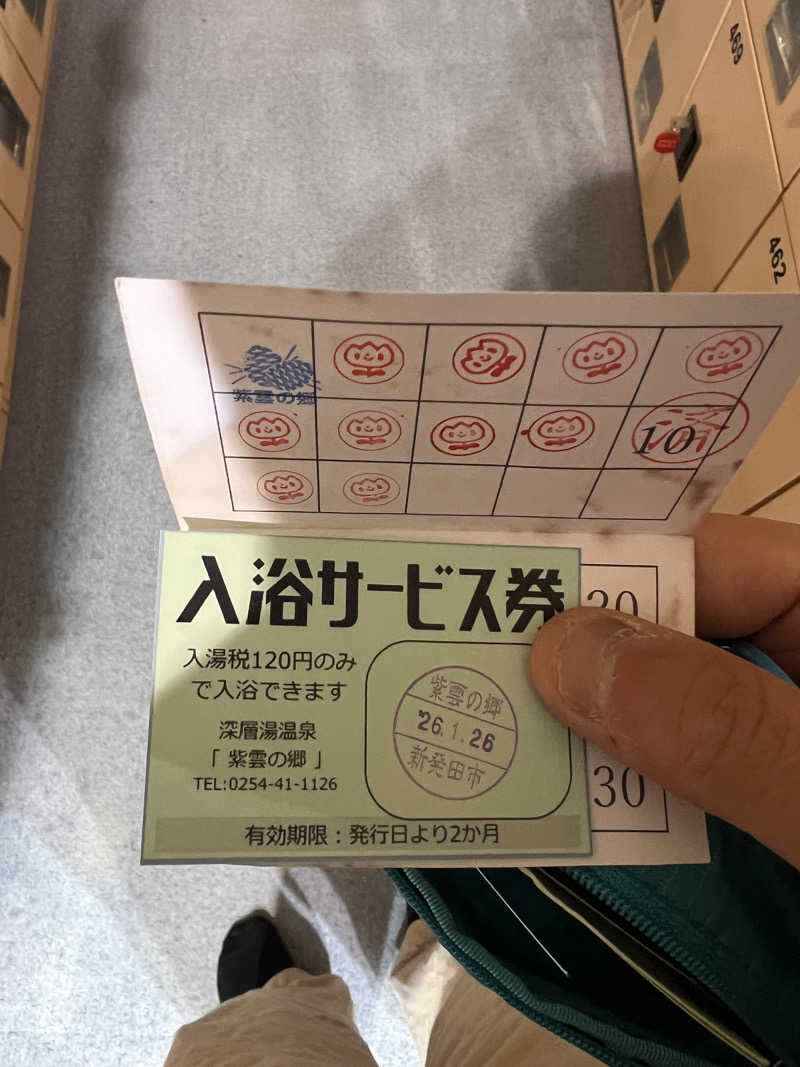 469
462
紫雲の郷
10
入浴サービス券
20
入湯税120円のみ
で入浴できます
深層湯温泉
「 紫雲の郷 」
TEL:0254-41-1126
紫雲の郷
'26.1.26
新発田市
30
有効期限：発行日より2か月